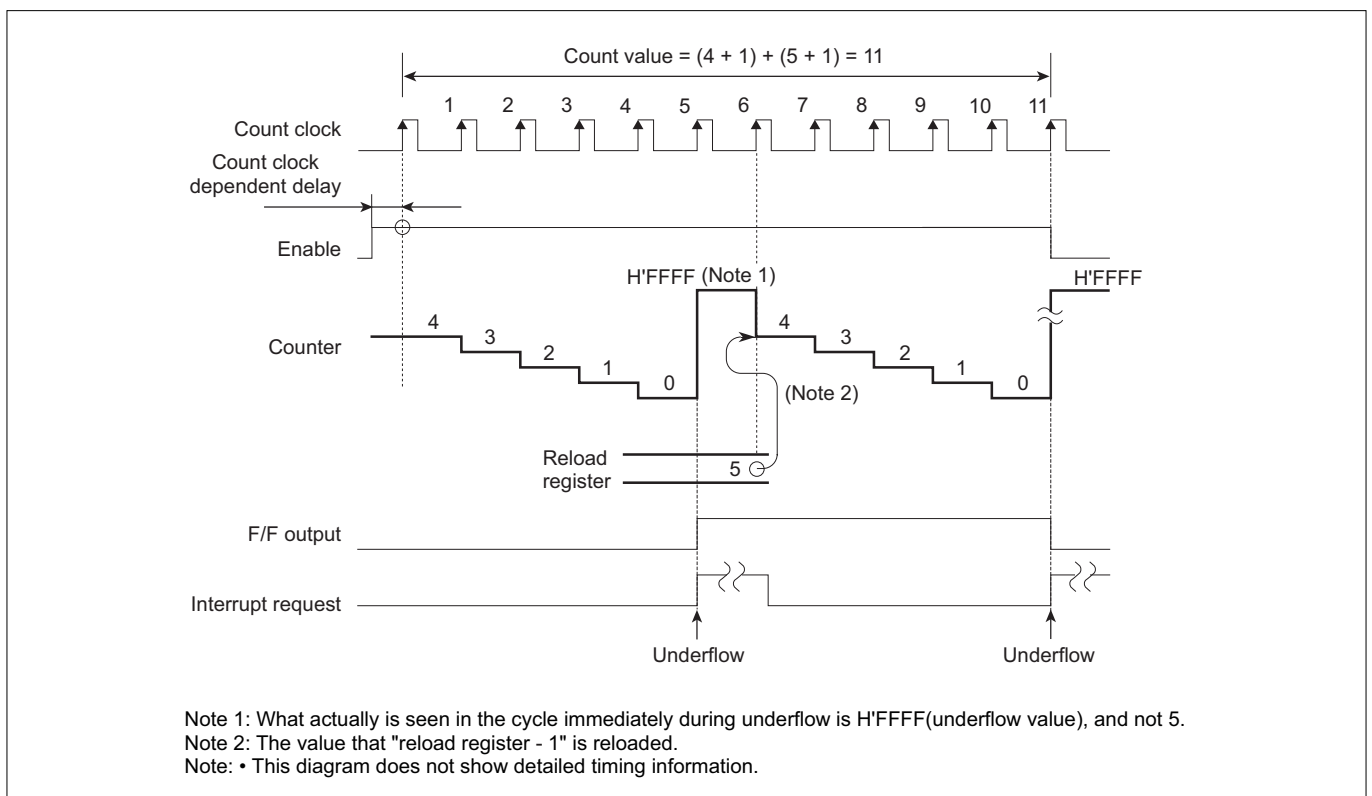 Count value = (4 + 1) + (5 + 1) = 11
1 2 3 4 5 6 7 8 9 10 11
Count clock
Count clock
dependent delay
Enable
H'FFFF (Note 1)
H'FFFF
Counter
4 3 2 1 0 4 3 2 1 0
(Note 2)
Reload
register
5
F/F output
Interrupt request
Underflow
Underflow
Note 1: What actually is seen in the cycle immediately during underflow is H'FFFF(underflow value), and not 5.
Note 2: The value that "reload register - 1" is reloaded.
Note: • This diagram does not show detailed timing information.